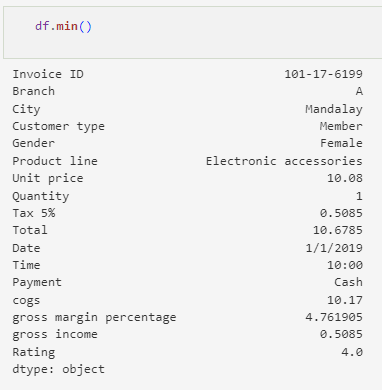 df.min()
Invoice ID 101-17-6199
Branch A
City Mandalay
Customer type Member
Gender Female
Product line Electronic accessories
Unit price 10.08
Quantity 1
Tax 5% 0.5085
Total 10.6785
Date 1/1/2019
Time 10:00
Payment Cash
cogs 10.17
gross margin percentage 4.761905
gross income 0.5085
Rating 4.0
dtype: object